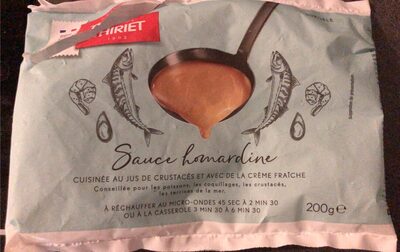 THIRIET
1902
Sauce homardine
CUISINÉE AU JUS DE CRUSTACÉS ET AVEC DE LA CRÈME FRAÎCHE
Conseillée pour les poissons, les coquillages, les crustacés,
les terrines de la mer.
À RÉCHAUFFER AU MICRO-ONDES 45 SEC À 2 MIN 30
OU À LA CASSEROLE 3 MIN 30 À 6 MIN 30
200g e